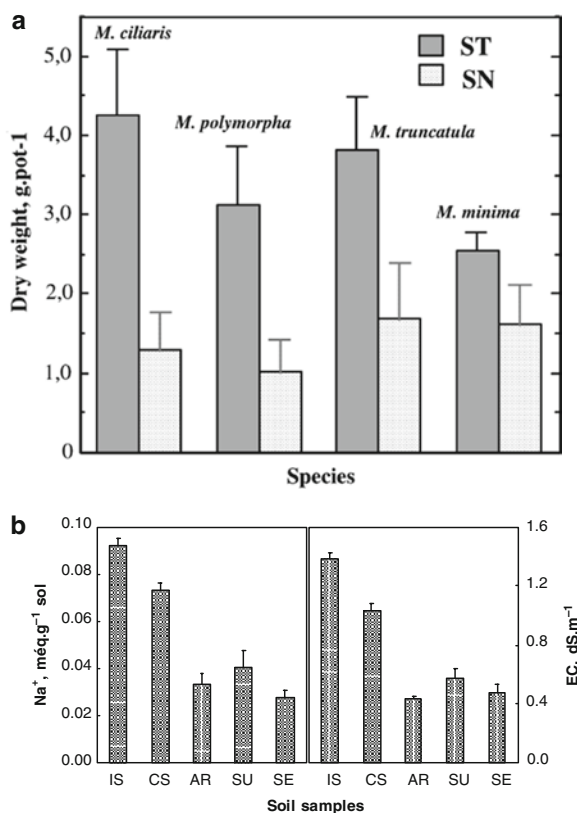 a
5,0
4,0
3,0
2,0
1,0
0
Dry weight, g.pot-1
M. ciliaris
M. polymorpha
M. truncatula
M. minima
ST
SN
Species
b
0.10
0.08
0.06
0.04
0.02
0.00
Na⁺, méq.g⁻¹ sol
IS CS AR SU SE IS CS AR SU SE
1.6
1.2
0.8
0.4
0.0
EC, dS.m⁻¹
Soil samples